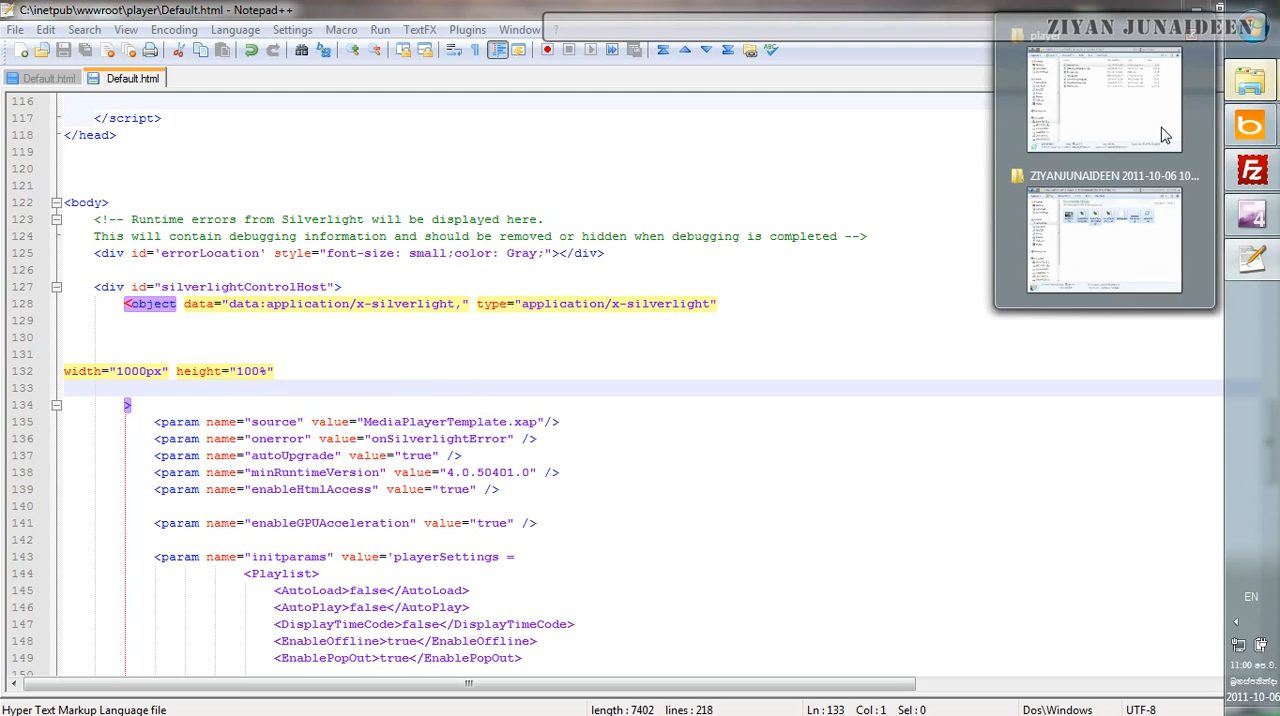 C:\inetpub\wwwroot\player\Default.html - Notepad++
ZIYAN JUNAIDEEN
File Edit Search View Encoding Language Settings Macro Run TextFX Plugins Window ?
player
Default.html Default.html
116
117 </script>
118 </head>
119
120
121
122 <body>
123 <!-- Runtime errors from Silverlight will be displayed
124 This will contain debugging information and should be removed or hidden when debugging is completed -->
125 <div id='errorLocation' style="font-size: small;color: Gray;"></div>
126
127 <div id="silverlightControlHost
128 <object data="data:application/x-silverlight," type="application/x-silverlight"
129
130
131
132 width="1000px" height="100%"
133
134 >
135 <param name="source" value="MediaPlayerTemplate.xap"/>
136 <param name="onerror" value="onSilverlightError" />
137 <param name="autoUpgrade" value="true" />
138 <param name="minRuntimeVersion" value="4.0.50401.0" />
139 <param name="enableHtmlAccess" value="true" />
140
141 <param name="enableGPUAcceleration" value="true" />
142
143 <param name="initparams" value='playerSettings =
144 <Playlist>
145 <AutoLoad>false</AutoLoad>
146 <AutoPlay>false</AutoPlay>
147 <DisplayTimeCode>false</DisplayTimeCode>
148 <EnableOffline>true</EnableOffline>
149 <EnablePopOut>true</EnablePopOut>
ZIYANJUNAIDEEN 2011-10-06 10...
EN
11:00 පෙ.ව.
බ්‍රහස්පතින්දා
2011-10-06
Hyper Text Markup Language file length : 7402 lines : 218 Ln : 133 Col : 1 Sel : 0 Dos\Windows UTF-8